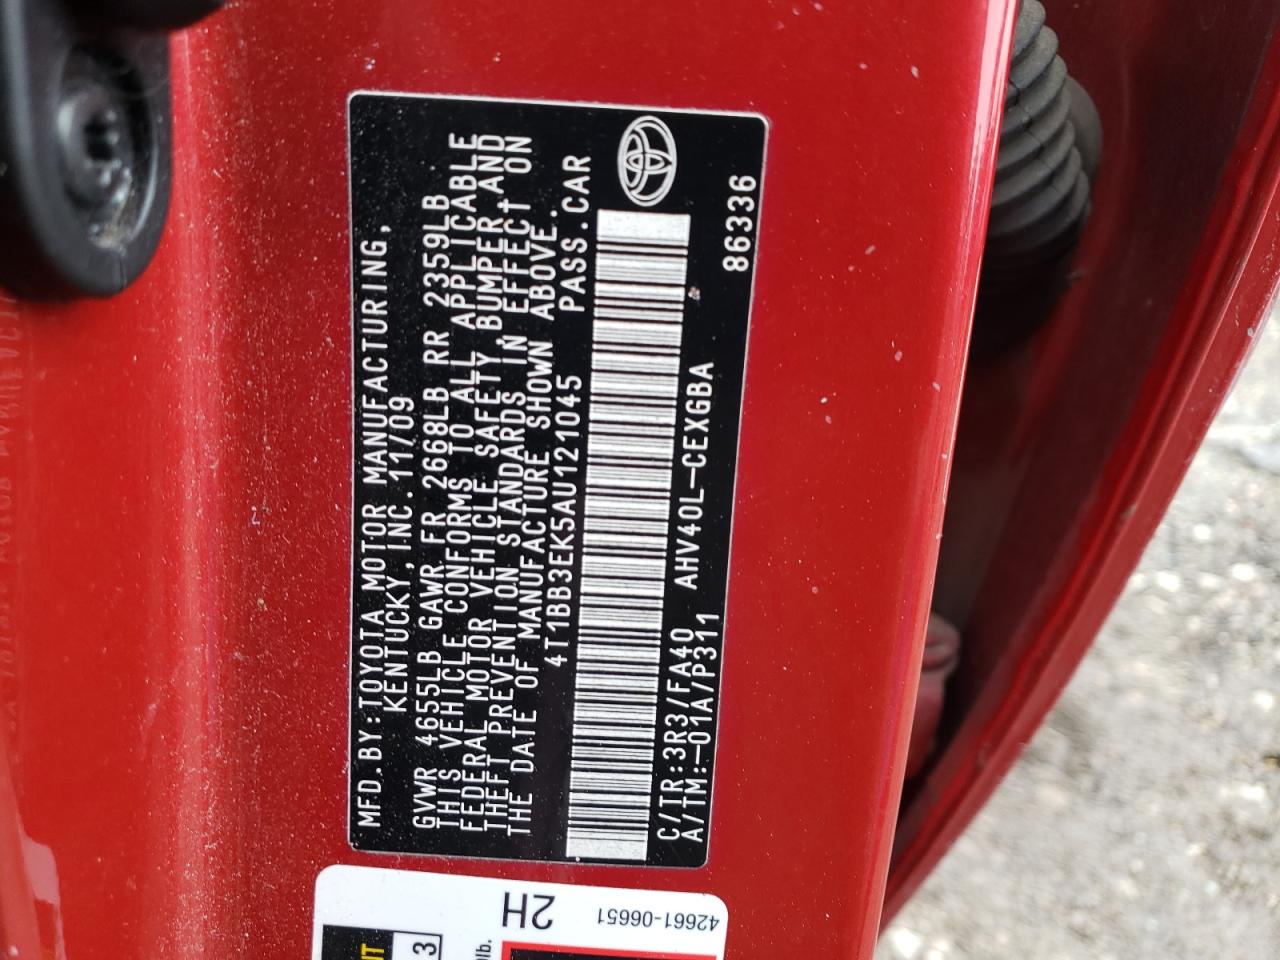 MFD.BY:TOYOTA MOTOR MANUFACTURING,
KENTUCKY,INC. 11/09
GVWR 4655LB GAWR FR 2668LB RR 2359LB
THIS VEHICLE CONFORMS TO ALL APPLICABLE
FEDERAL MOTOR VEHICLE SAFETY,BUMPER,AND
THEFT PREVENTION STANDARDS IN EFFECT ON
THE DATE OF MANUFACTURE SHOWN ABOVE.
4T1BB3EK5AU121045 PASS.CAR
C/TR:3R3/FA40 AHV40L-CEXGBA 86336
A/TM:-01A/P311
2H
42661-06651
3
lb.